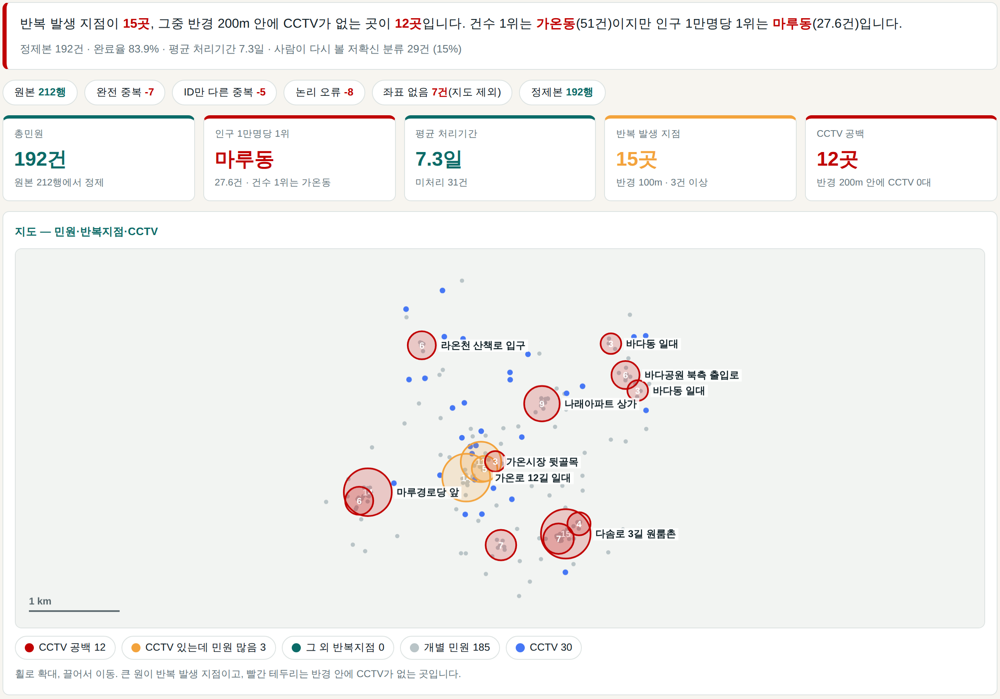 반복 발생 지점이 15곳, 그중 반경 200m 안에 CCTV가 없는 곳이 12곳입니다. 건수 1위는 가온동(51건)이지만 인구 1만명당 1위는 마루동(27.6건)입니다.
정제본 192건 · 완료율 83.9% · 평균 처리기간 7.3일 · 사람이 다시 볼 저확신 분류 29건 (15%)
원본 212행
완전 중복 -7
ID만 다른 중복 -5
논리 오류 -8
좌표 없음 7건(지도 제외)
정제본 192행
총민원
192건
원본 212행에서 정제
인구 1만명당 1위
마루동
27.6건 · 건수 1위는 가온동
평균 처리기간
7.3일
미처리 31건
반복 발생 지점
15곳
반경 100m · 3건 이상
CCTV 공백
12곳
반경 200m 안에 CCTV 0대
지도 — 민원·반복지점·CCTV
6
라온천 산책로 입구
3
바다동 일대
6
바다공원 북측 출입로
3
바다동 일대
9
나래아파트 상가
11
3
가온시장 뒷골목
5
가온로 12길 일대
마루경로당 앞
6
4
15
다솜로 3길 원룸촌
7
7
1 km
CCTV 공백 12
CCTV 있는데 민원 많음 3
그 외 반복지점 0
개별 민원 185
CCTV 30
휠로 확대, 끌어서 이동. 큰 원이 반복 발생 지점이고, 빨간 테두리는 반경 안에 CCTV가 없는 곳입니다.